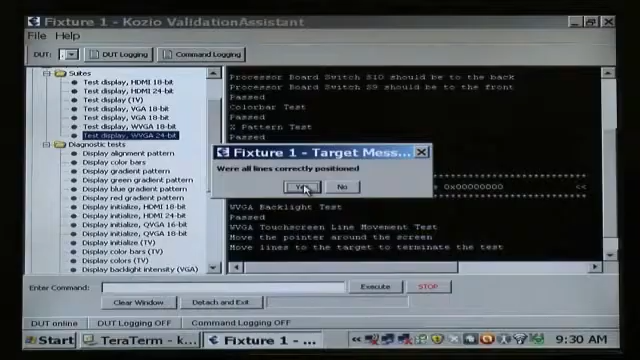 Fixture 1 - Kozio ValidationAssistant
File Help
DUT: DUT Logging Command Logging
Suites
Test display, HDMI 18-bit
Test display, HDMI 24-bit
Test display (TV)
Test display, VGA 18-bit
Test display, VGA 24-bit
Test display, WVGA 18-bit
Test display, WVGA 24-bit
Diagnostic tests
Display alignment pattern
Display color bars
Display gradient pattern
Display green gradient pattern
Display blue gradient pattern
Display red gradient pattern
Display initialize, HDMI 18-bit
Display initialize, HDMI 24-bit
Display initialize, QVGA 16-bit
Display initialize, QVGA 18-bit
Display initialize (TV)
Display color bars (TV)
Display colors (TV)
Display backlight intensity (VGA)
Processor Board Switch S10 should be to the back
Processor Board Switch S9 should be to the front
Passed
Colorbar Test
Passed
X Pattern Test
Passed
Fixture 1 - Target Mess...
Were all lines correctly positioned
Yes No
0x00000000 <<
WVGA Backlight Test
Passed
WVGA Touchscreen Line Movement Test
Move the pointer around the screen
Move lines to the target to terminate the test
Enter Command: Execute STOP
Clear Window Detach and Exit
DUT online DUT Logging OFF Command Logging OFF
Start TeraTerm - k... Fixture 1 - ... 9:30 AM